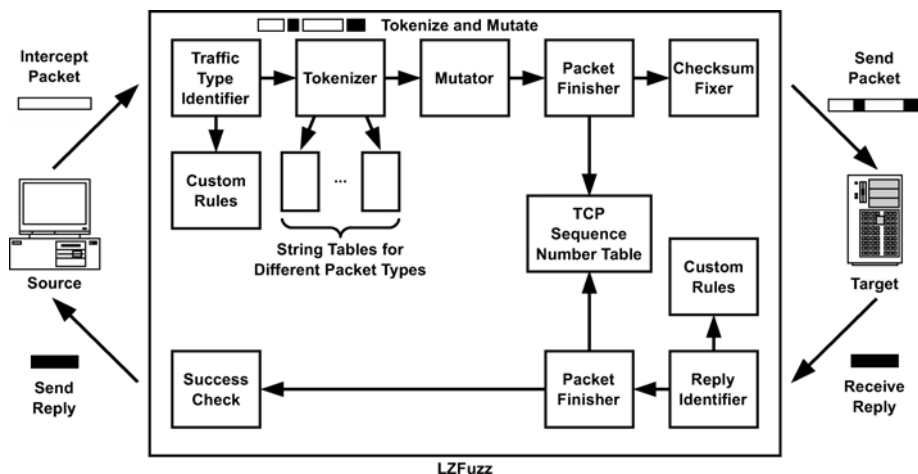 Tokenize and Mutate
Intercept
Packet
Traffic
Type
Identifier
Tokenizer
Mutator
Packet
Finisher
Checksum
Fixer
Send
Packet
Custom
Rules
...
String Tables for
Different Packet Types
TCP
Sequence
Number Table
Custom
Rules
Source
Target
Send
Reply
Success
Check
Packet
Finisher
Reply
Identifier
Receive
Reply
LZFuzz